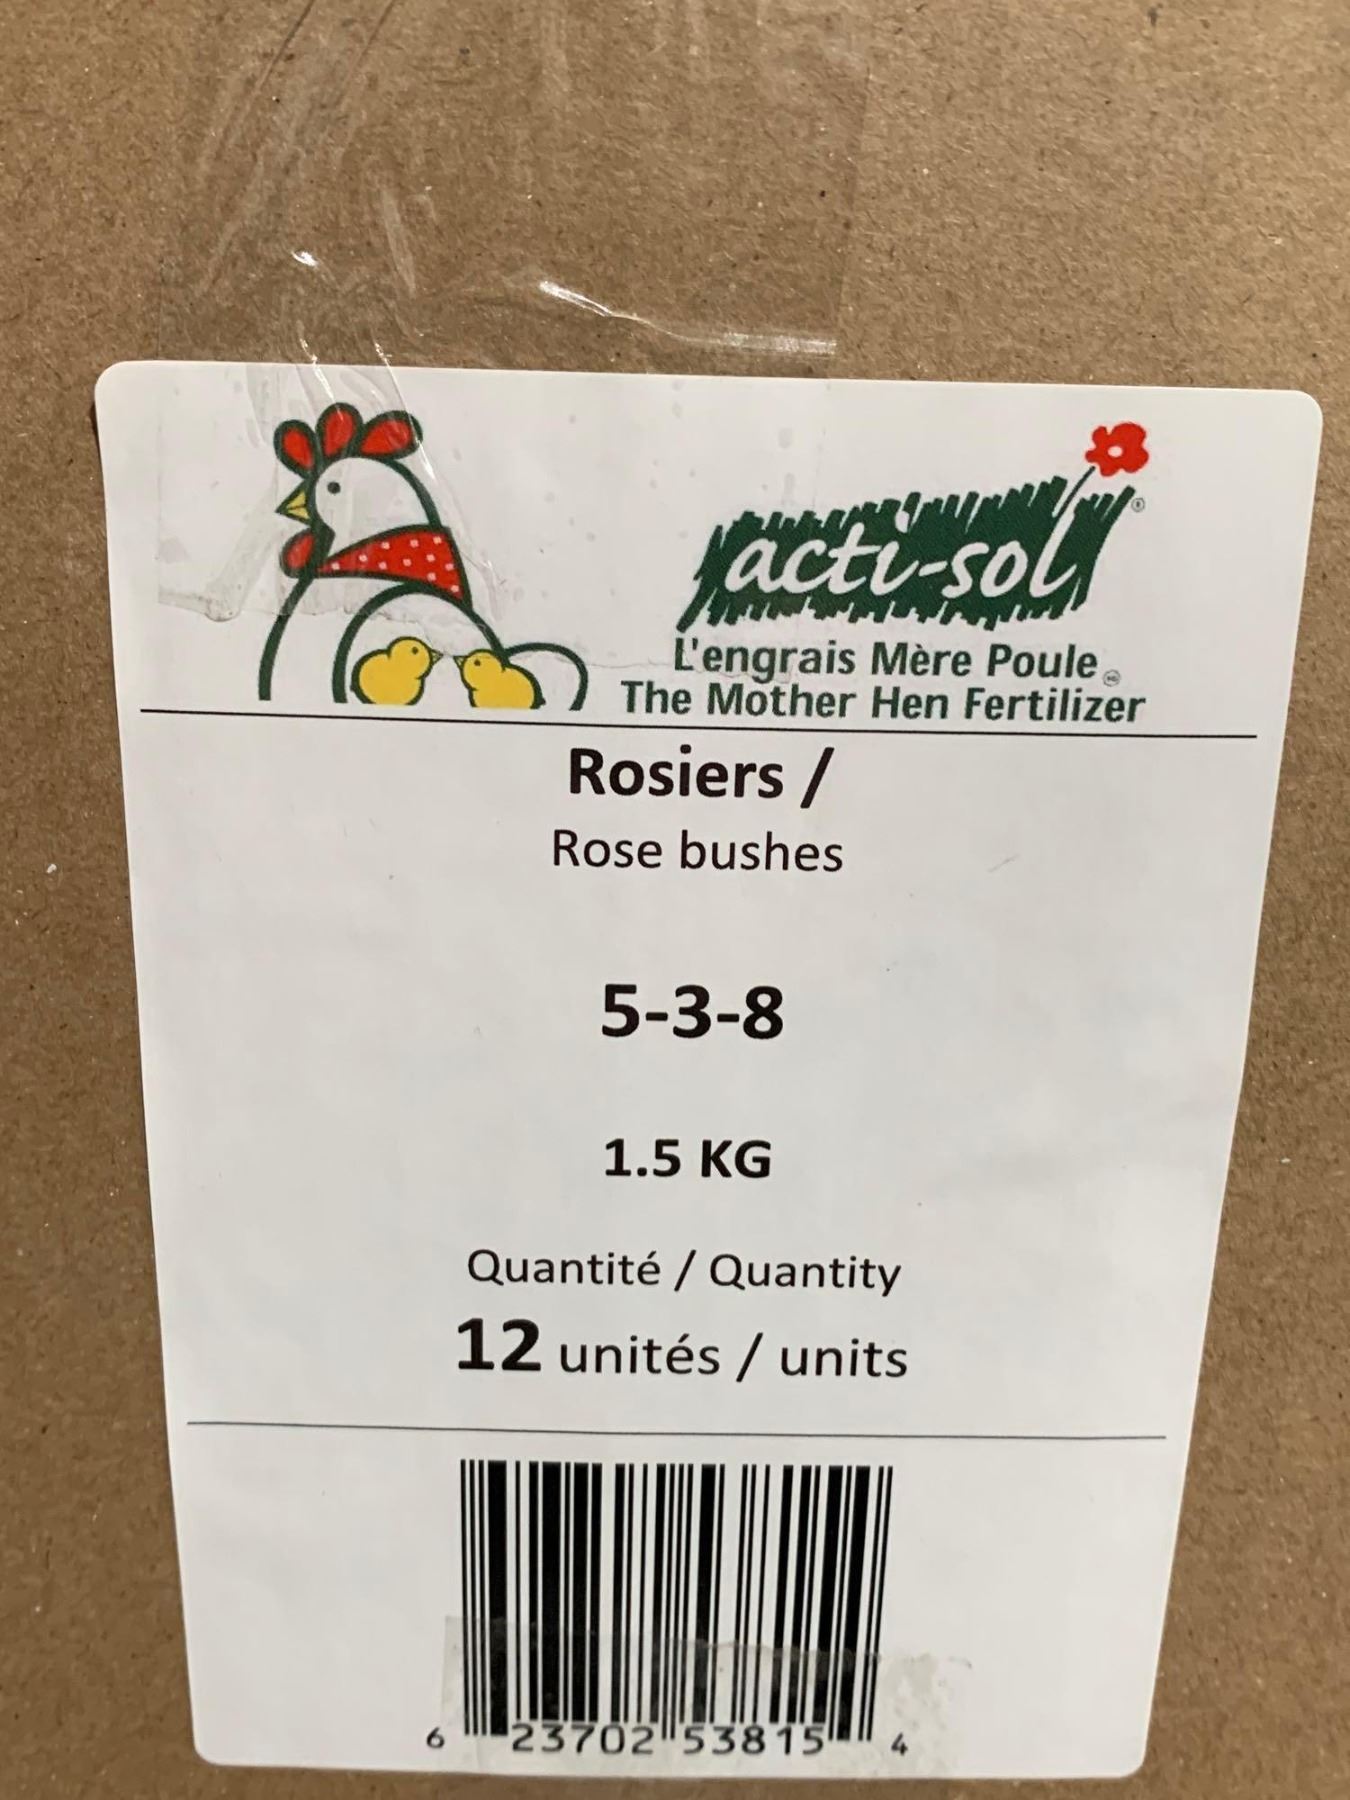 acti-sol
L'engrais Mère Poule
The Mother Hen Fertilizer
Rosiers /
Rose bushes
5-3-8
1.5 KG
Quantité / Quantity
12 unités / units
6 23702 53815 4